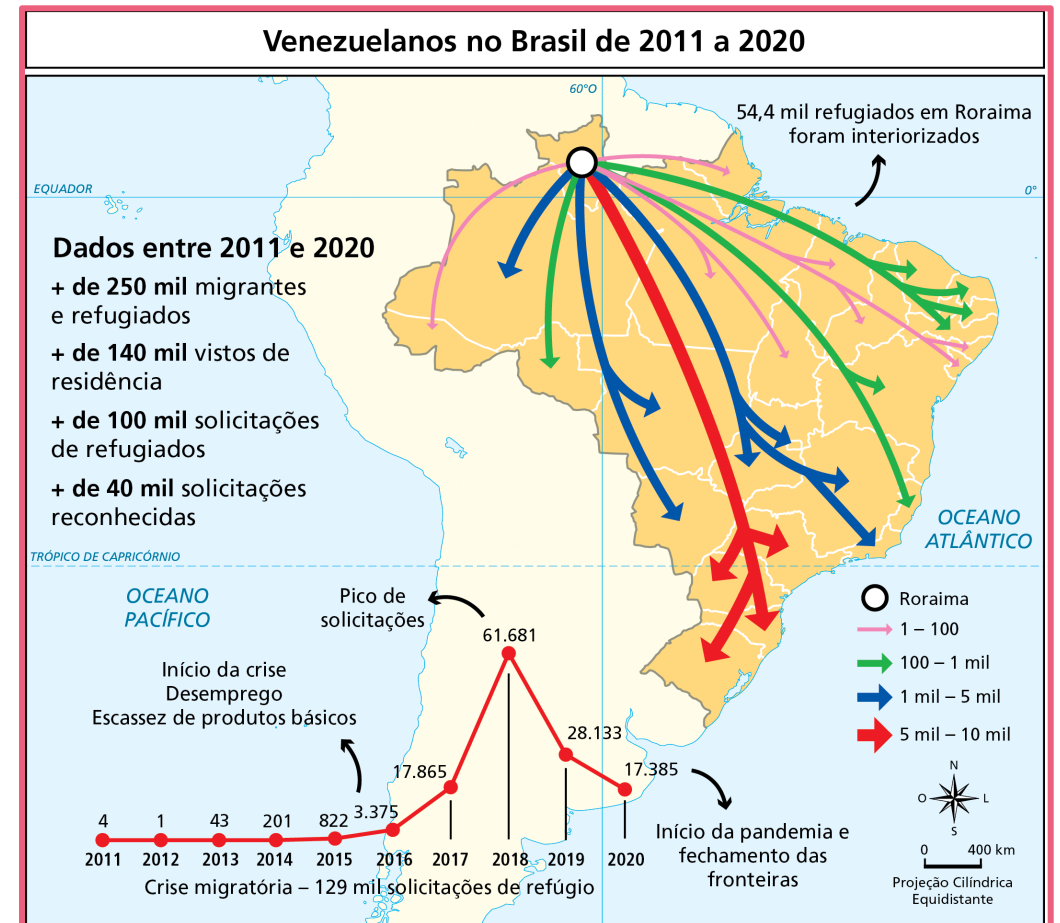 Venezuelanos no Brasil de 2011 a 2020
60°O
54,4 mil refugiados em Roraima
foram interiorizados
EQUADOR
0°
Dados entre 2011 e 2020
+ de 250 mil migrantes
e refugiados
+ de 140 mil vistos de
residência
+ de 100 mil solicitações
de refugiados
+ de 40 mil solicitações
reconhecidas
OCEANO
ATLÂNTICO
TRÓPICO DE CAPRICÓRNIO
OCEANO
PACÍFICO
Pico de
solicitações
Roraima
1 – 100
100 – 1 mil
1 mil – 5 mil
5 mil – 10 mil
Início da crise
Desemprego
Escassez de produtos básicos
61.681
28.133
17.865
17.385
4
1
43
201
822
3.375
2011
2012
2013
2014
2015
2016
2017
2018
2019
2020
Crise migratória – 129 mil solicitações de refúgio
Início da pandemia e
fechamento das
fronteiras
N
O
L
S
0 400 km
Projeção Cilíndrica
Equidistante